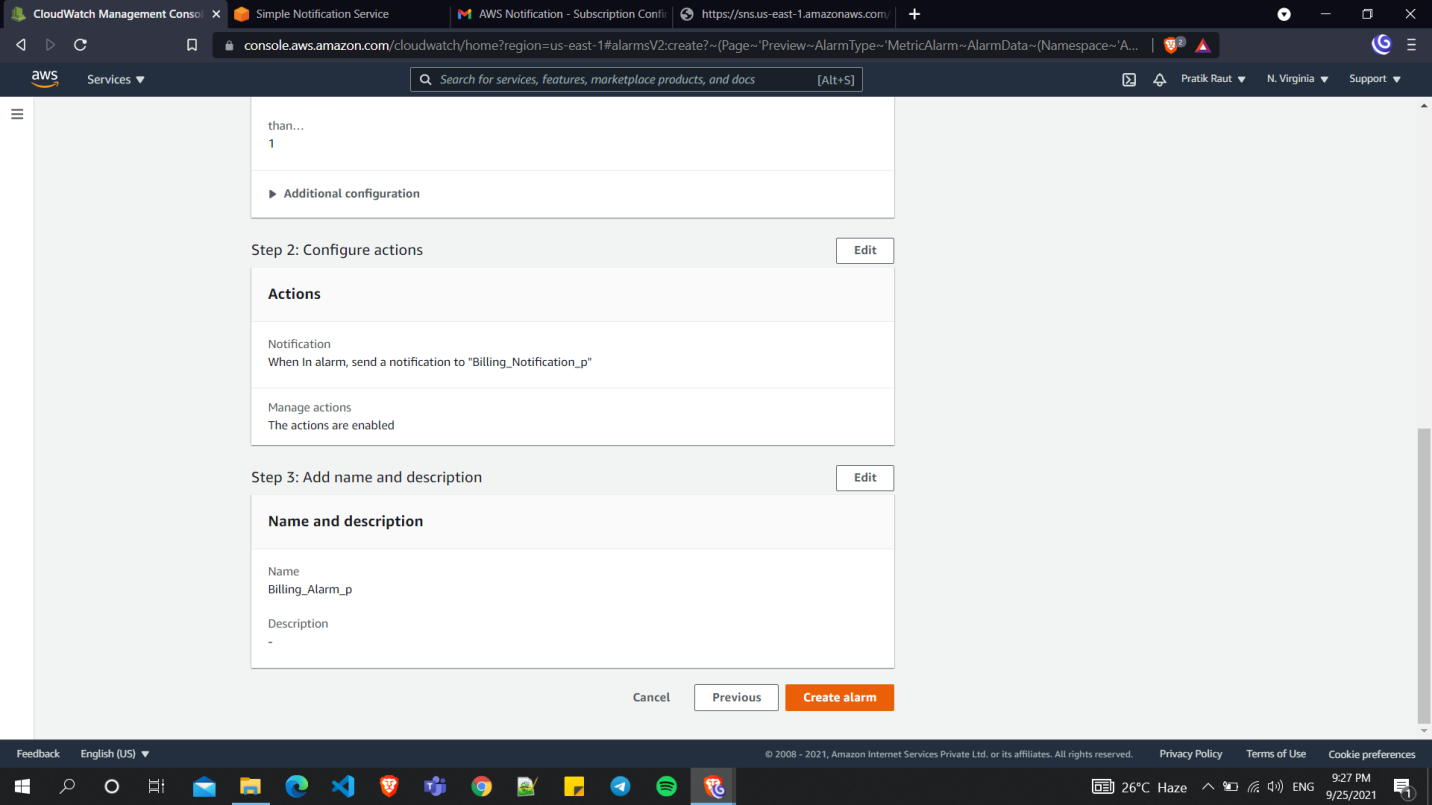 CloudWatch Management Conso
Simple Notification Service
AWS Notification - Subscription Confir
https://sns.us-east-1.amazonaws.com/
console.aws.amazon.com/cloudwatch/home?region=us-east-1#alarmsV2:create?~(Page~'Preview~AlarmType~'MetricAlarm~AlarmData~(Namespace~'A...
2
aws
Services
Search for services, features, marketplace products, and docs
[Alt+S]
Pratik Raut
N. Virginia
Support
than...
1
Additional configuration
Step 2: Configure actions
Edit
Actions
Notification
When In alarm, send a notification to "Billing_Notification_p"
Manage actions
The actions are enabled
Step 3: Add name and description
Edit
Name and description
Name
Billing_Alarm_p
Description
-
Cancel
Previous
Create alarm
Feedback
English (US)
© 2008 - 2021, Amazon Internet Services Private Ltd. or its affiliates. All rights reserved.
Privacy Policy
Terms of Use
Cookie preferences
26°C Haze
ENG
9:27 PM
9/25/2021
1